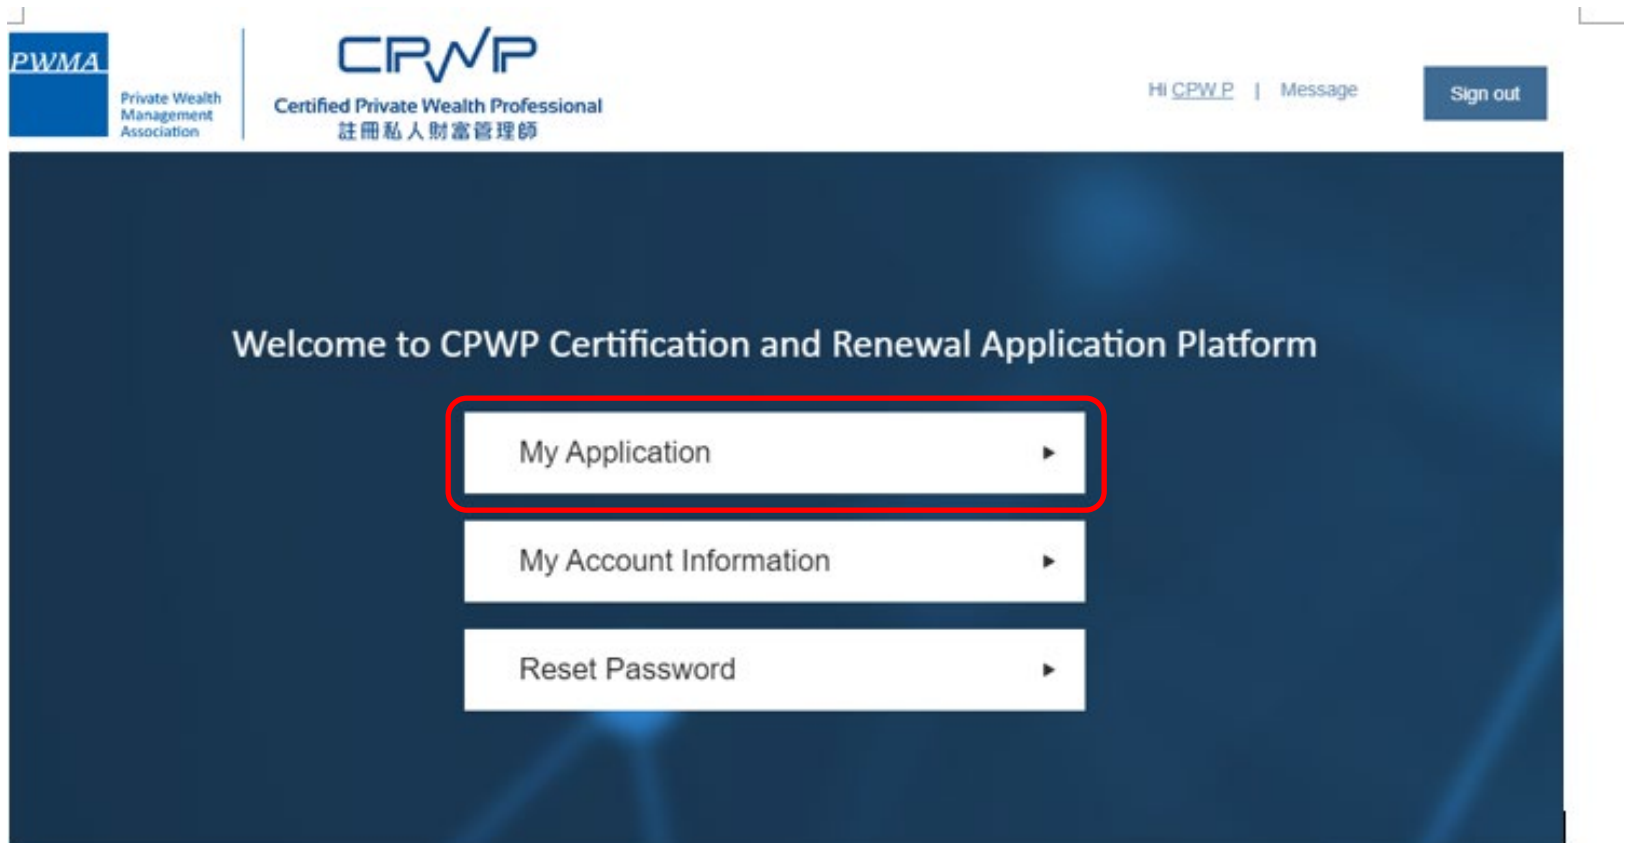 PWMA
Private Wealth
Management
Association
CPWP
Certified Private Wealth Professional
註冊私人財富管理師
Hi CPW P | Message
Sign out
Welcome to CPWP Certification and Renewal Application Platform
My Application
My Account Information
Reset Password